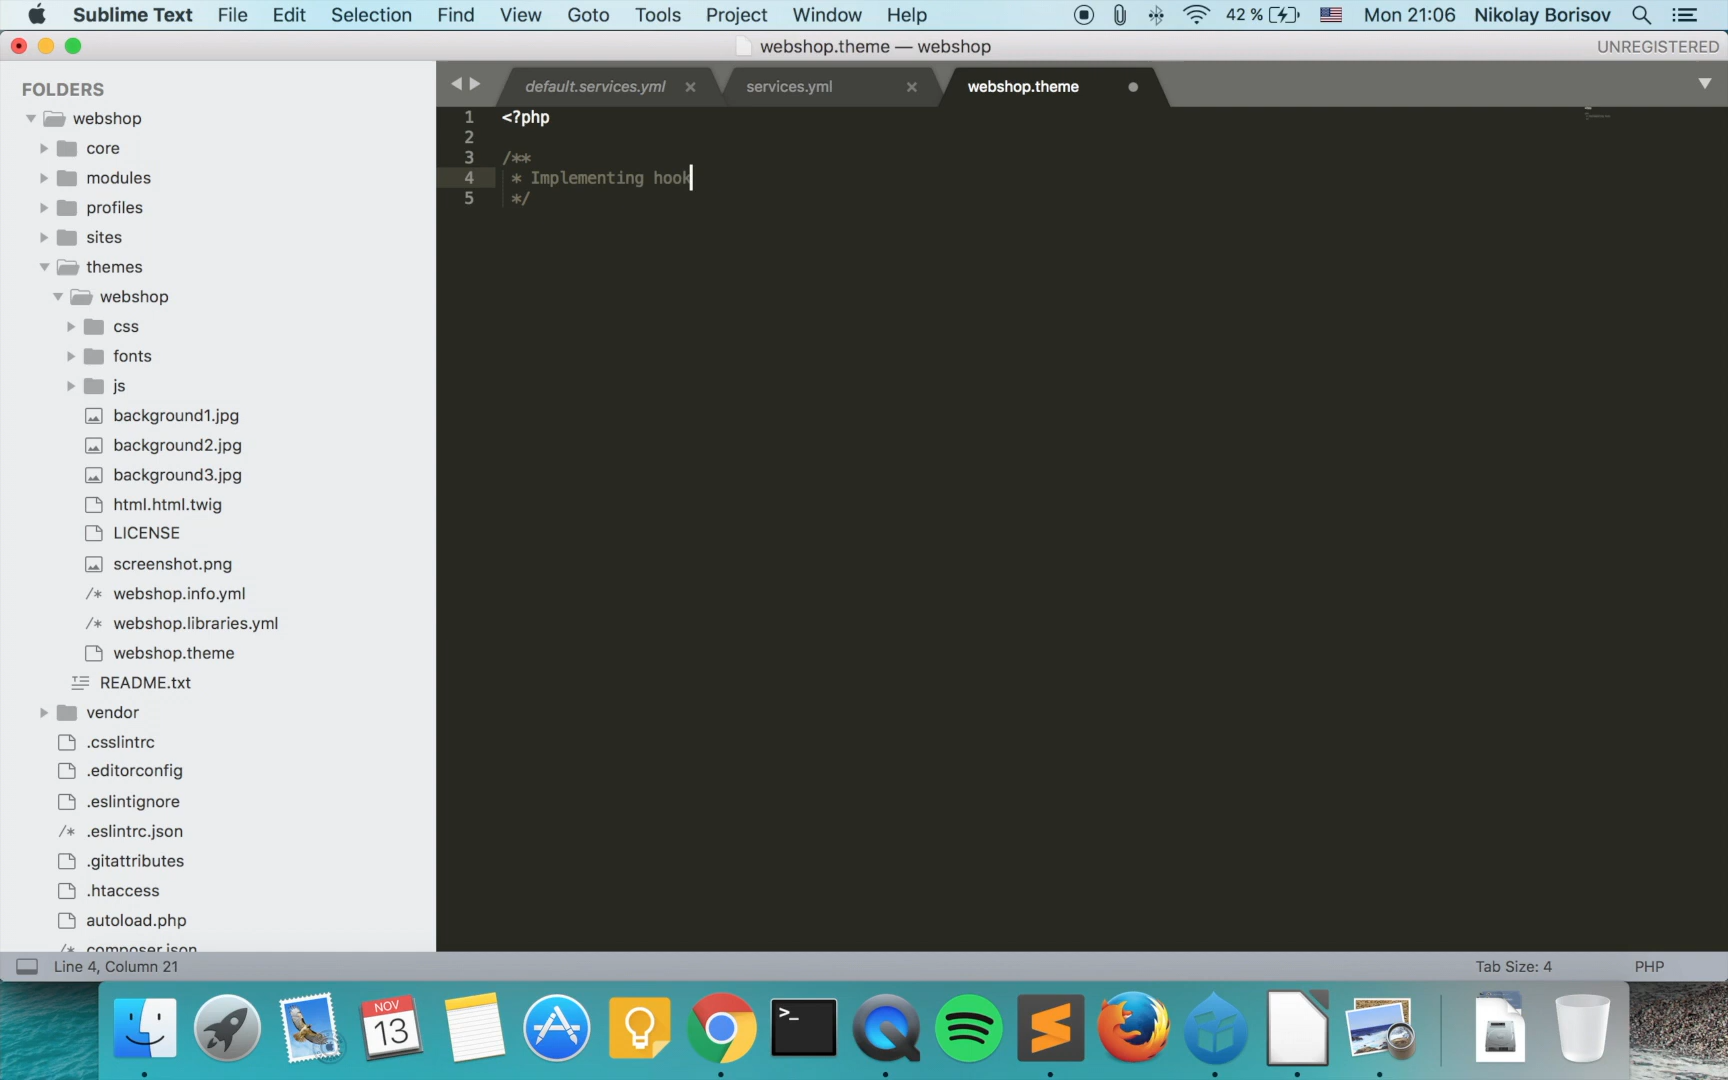 Sublime Text File Edit Selection Find View Goto Tools Project Window Help 42 % Mon 21:06 Nikolay Borisov
webshop.theme — webshop UNREGISTERED
FOLDERS
webshop
core
modules
profiles
sites
themes
webshop
css
fonts
js
background1.jpg
background2.jpg
background3.jpg
html.html.twig
LICENSE
screenshot.png
/* webshop.info.yml
/* webshop.libraries.yml
webshop.theme
README.txt
vendor
.csslintrc
.editorconfig
.eslintignore
/* .eslintrc.json
.gitattributes
.htaccess
autoload.php
/* composer.json
default.services.yml services.yml webshop.theme
1 <?php
2
3 /**
4 * Implementing hook
5 */
Line 4, Column 21 Tab Size: 4 PHP
NOV
13
>_